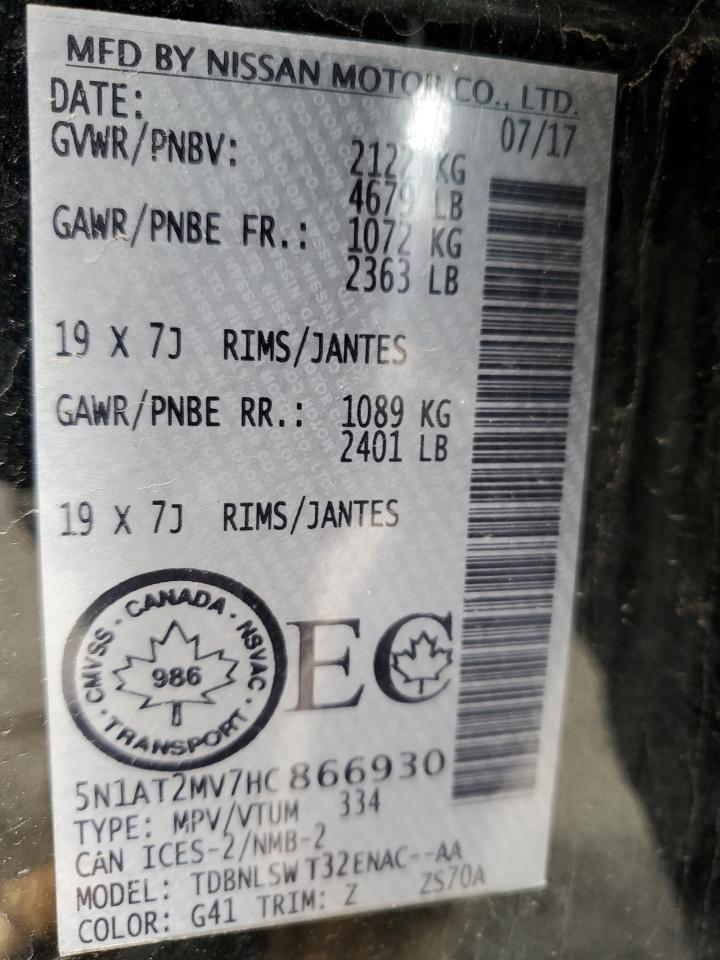 MFD BY NISSAN MOTOR CO., LTD.
DATE: 07/17
GVWR/PNBV: 2122 KG
4679 LB
GAWR/PNBE FR.: 1072 KG
2363 LB
19 X 7J RIMS/JANTES
GAWR/PNBE RR.: 1089 KG
2401 LB
19 X 7J RIMS/JANTES
CANADA · NSVAC · TRANSPORT · CMVSS ·
986
EC
5N1AT2MV7HC866930
TYPE: MPV/VTUM 334
CAN ICES-2/NMB-2
MODEL: TDBNLSW T32ENAC--AA
COLOR: G41 TRIM: Z ZS70A